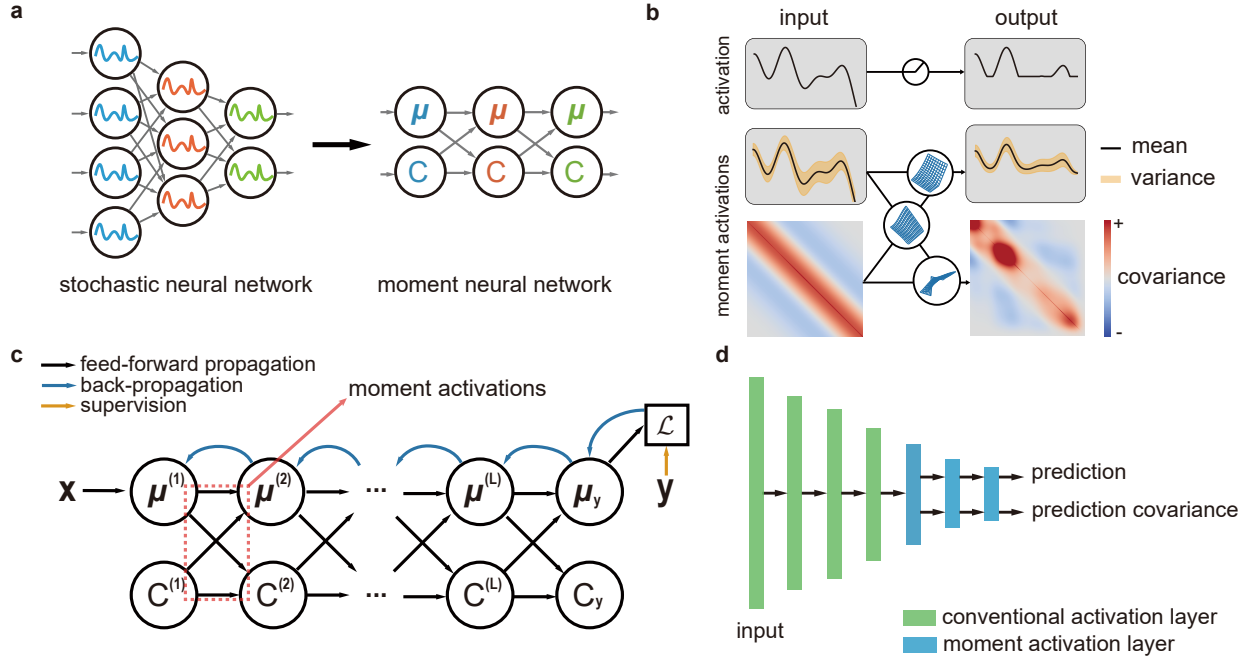 a
μ μ μ
C C C
stochastic neural network
moment neural network
b
input
output
activation
moment activations
mean
variance
+
covariance
-
c
feed-forward propagation
back-propagation
supervision
moment activations
ℒ
x
μ(1)
μ(2)
...
μ(L)
μy
y
C(1)
C(2)
...
C(L)
Cy
d
prediction
prediction covariance
input
conventional activation layer
moment activation layer